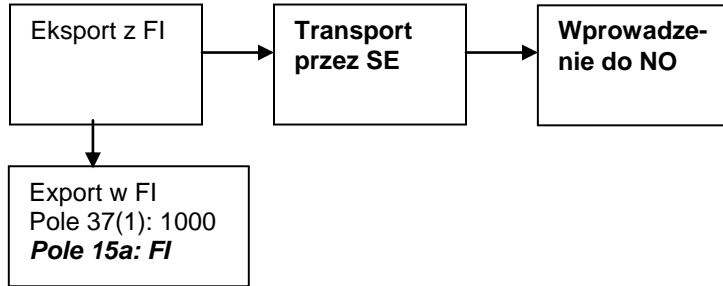 Eksport z FI
Transport
przez SE
Wprowadze-
nie do NO
Export w FI
Pole 37(1): 1000
Pole 15a: FI